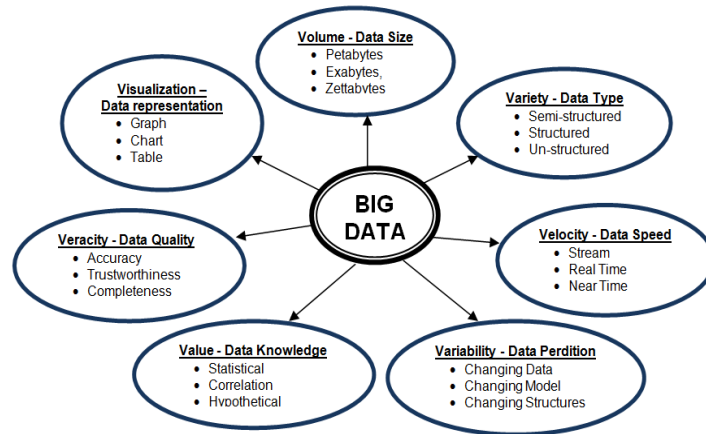 Volume - Data Size
• Petabytes
• Exabytes,
• Zettabytes
Visualization –
Data representation
• Graph
• Chart
• Table
Variety - Data Type
• Semi-structured
• Structured
• Un-structured
BIG
DATA
Veracity - Data Quality
• Accuracy
• Trustworthiness
• Completeness
Velocity - Data Speed
• Stream
• Real Time
• Near Time
Value - Data Knowledge
• Statistical
• Correlation
• Hypothetical
Variability - Data Perdition
• Changing Data
• Changing Model
• Changing Structures